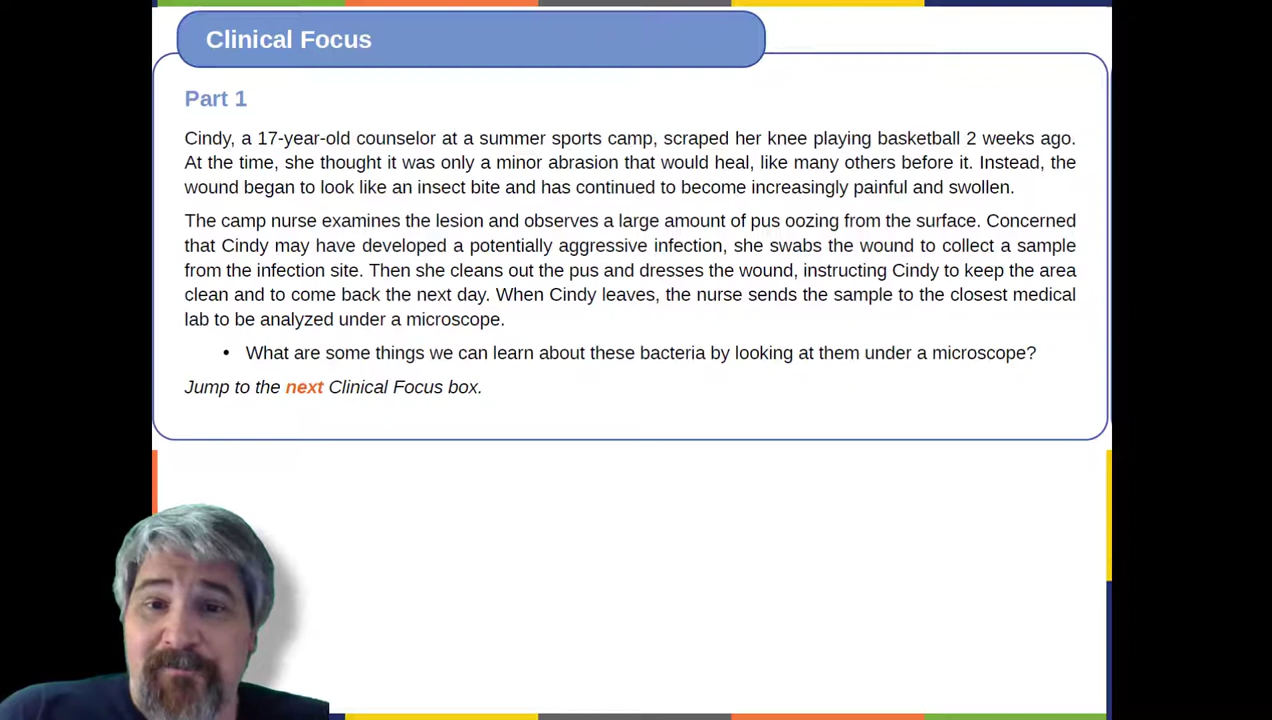 Clinical Focus
Part 1
Cindy, a 17-year-old counselor at a summer sports camp, scraped her knee playing basketball 2 weeks ago.
At the time, she thought it was only a minor abrasion that would heal, like many others before it. Instead, the
wound began to look like an insect bite and has continued to become increasingly painful and swollen.
The camp nurse examines the lesion and observes a large amount of pus oozing from the surface. Concerned
that Cindy may have developed a potentially aggressive infection, she swabs the wound to collect a sample
from the infection site. Then she cleans out the pus and dresses the wound, instructing Cindy to keep the area
clean and to come back the next day. When Cindy leaves, the nurse sends the sample to the closest medical
lab to be analyzed under a microscope.
• What are some things we can learn about these bacteria by looking at them under a microscope?
Jump to the next Clinical Focus box.